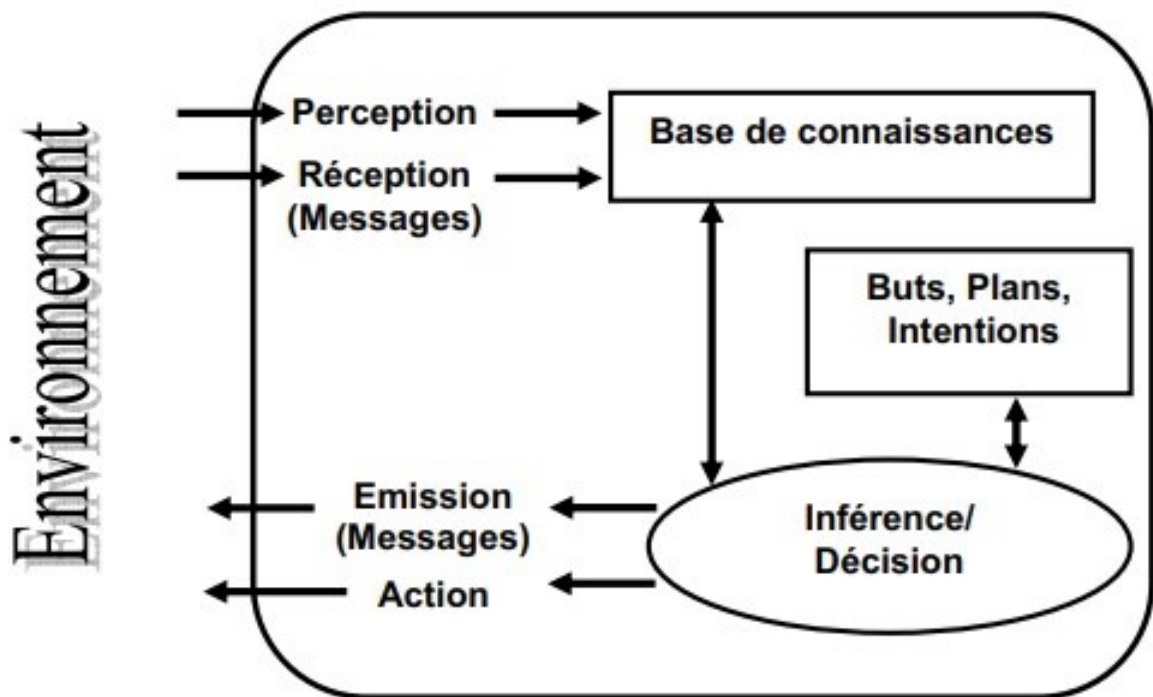 Environnement
Perception
Réception
(Messages)
Base de connaissances
Buts, Plans,
Intentions
Emission
(Messages)
Action
Inférence/
Décision